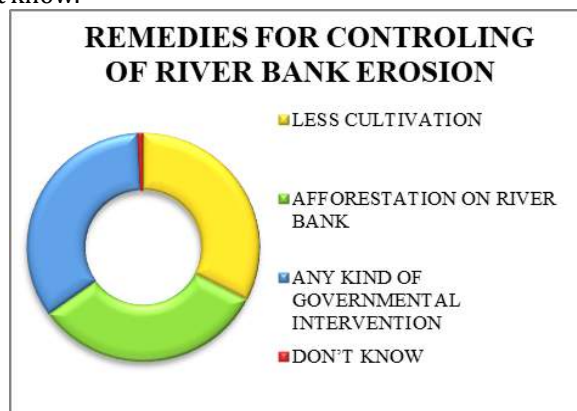 t know.
REMEDIES FOR CONTROLING
OF RIVER BANK EROSION
LESS CULTIVATION
AFFORESTATION ON RIVER
BANK
ANY KIND OF
GOVERNMENTAL
INTERVENTION
DON'T KNOW